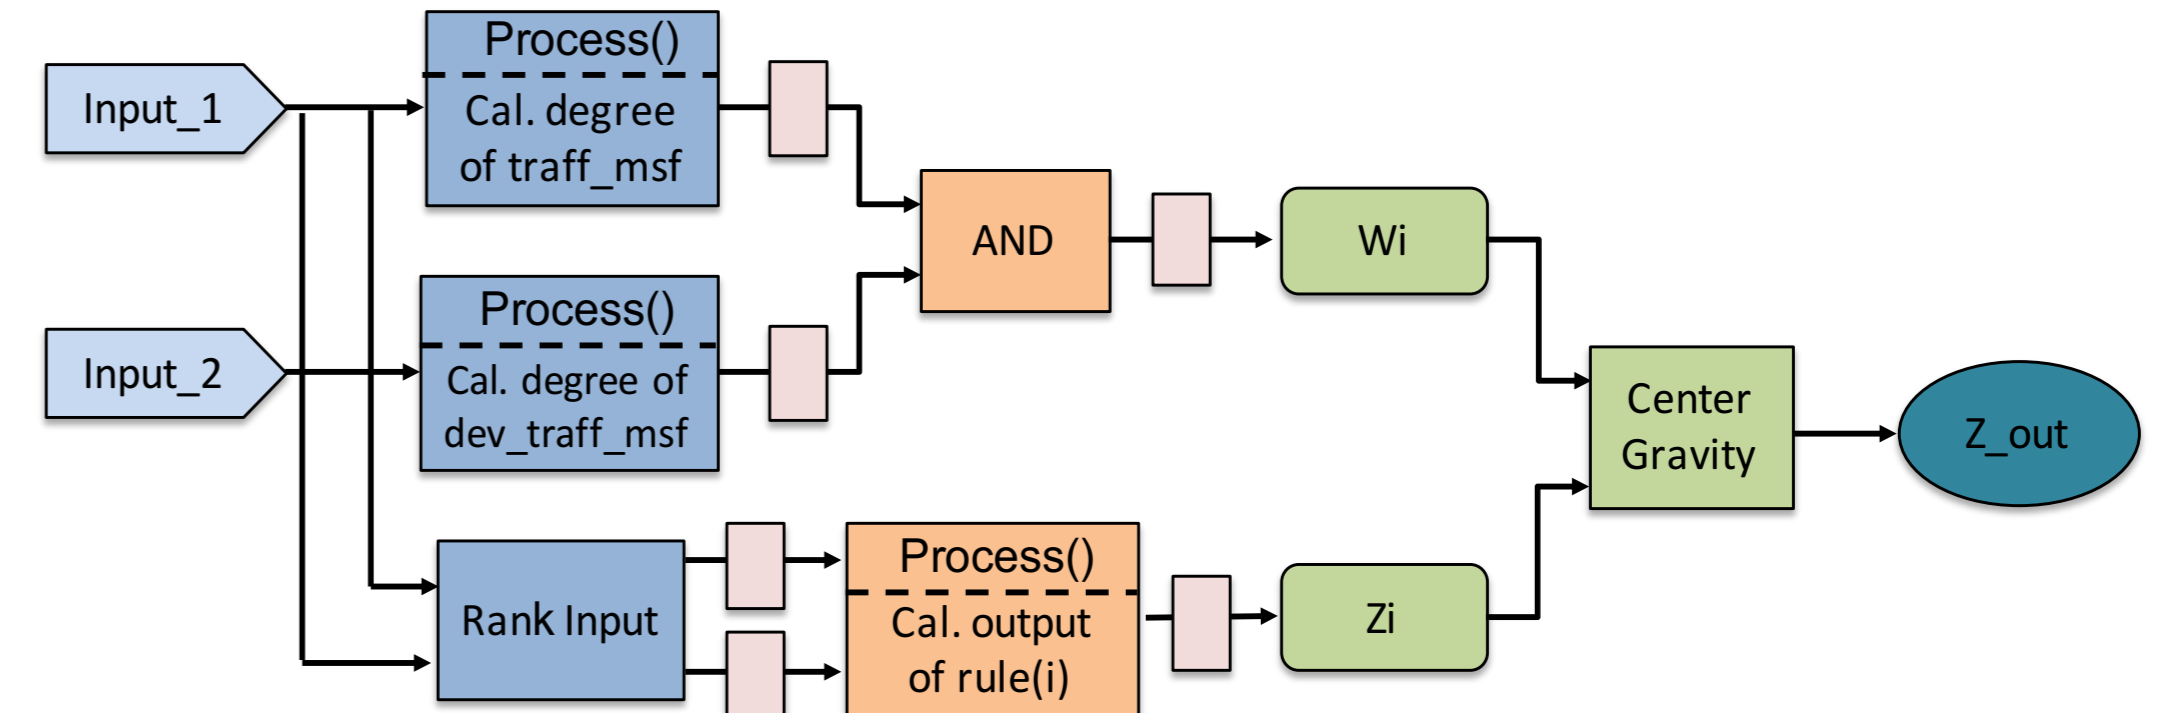 Process()
Input_1
Cal. degree
of traff_msf
AND
Wi
Process()
Input_2
Cal. degree of
dev_traff_msf
Center
Gravity
Z_out
Process()
Rank Input
Cal. output
of rule(i)
Zi